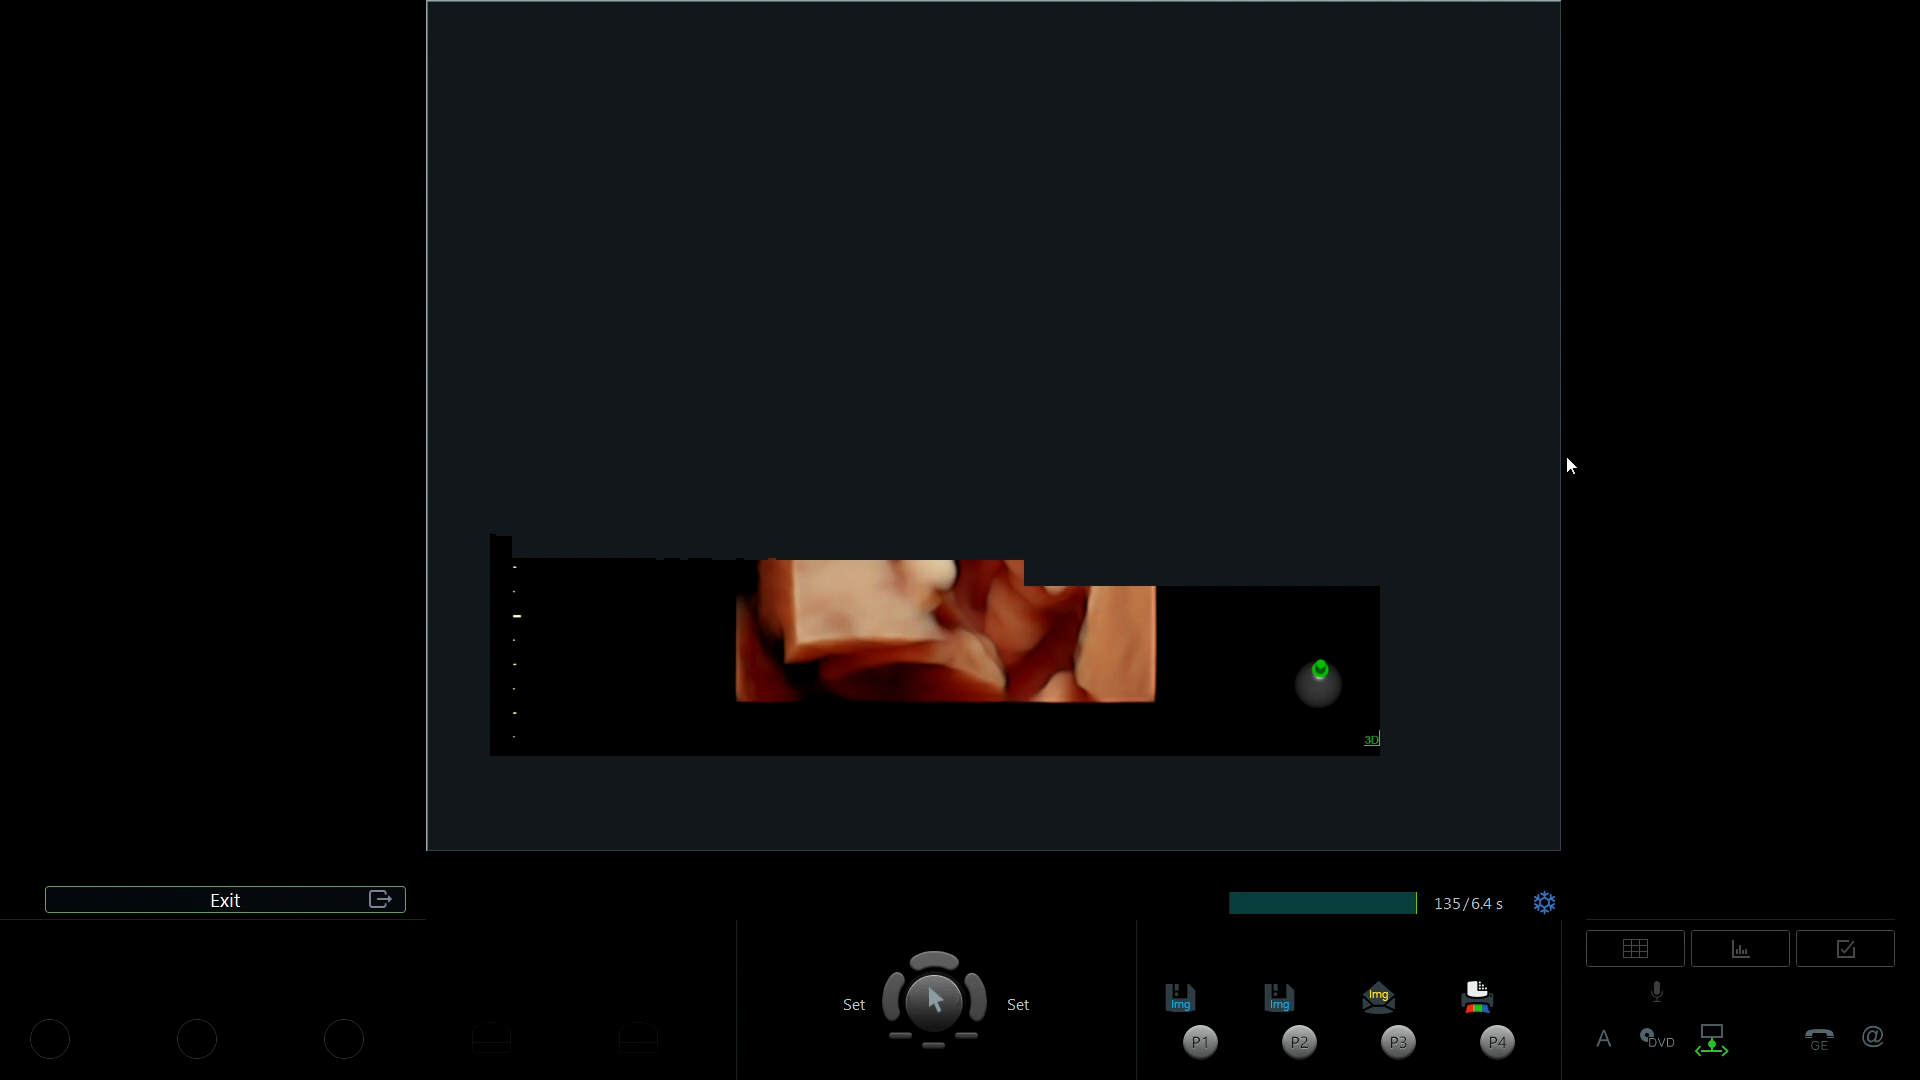 3D
Exit
135/6.4 s
Set
Set
Img
Img
Img
P1
P2
P3
P4
A
DVD
GE
@